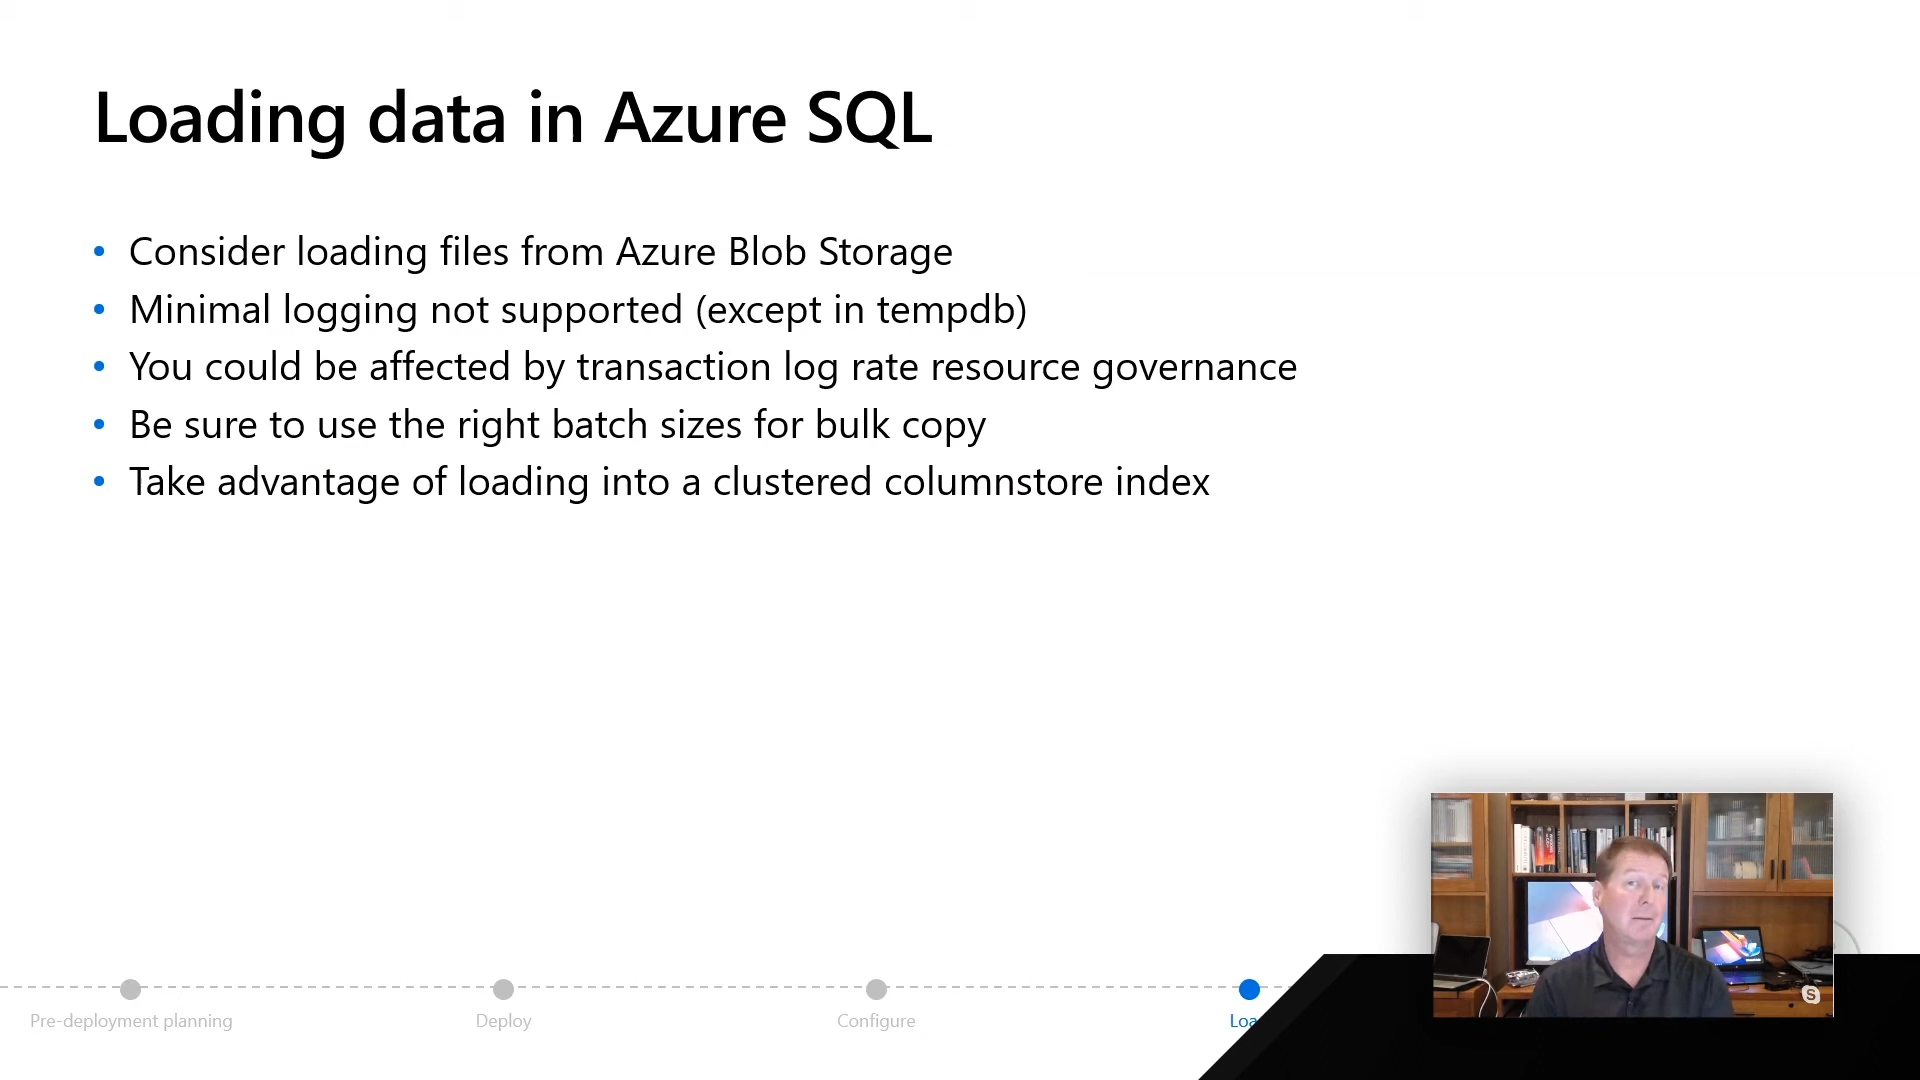 Loading data in Azure SQL
• Consider loading files from Azure Blob Storage
• Minimal logging not supported (except in tempdb)
• You could be affected by transaction log rate resource governance
• Be sure to use the right batch sizes for bulk copy
• Take advantage of loading into a clustered columnstore index
Pre-deployment planning
Deploy
Configure
Loa